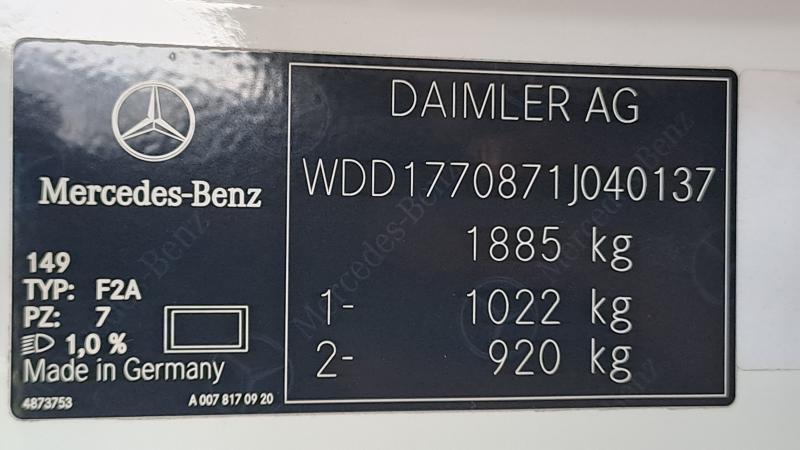 Mercedes-Benz
149
TYP: F2A
PZ: 7
1,0 %
Made in Germany
4873753
A 007 817 09 20
DAIMLER AG
WDD1770871J040137
1885 kg
1- 1022 kg
2- 920 kg